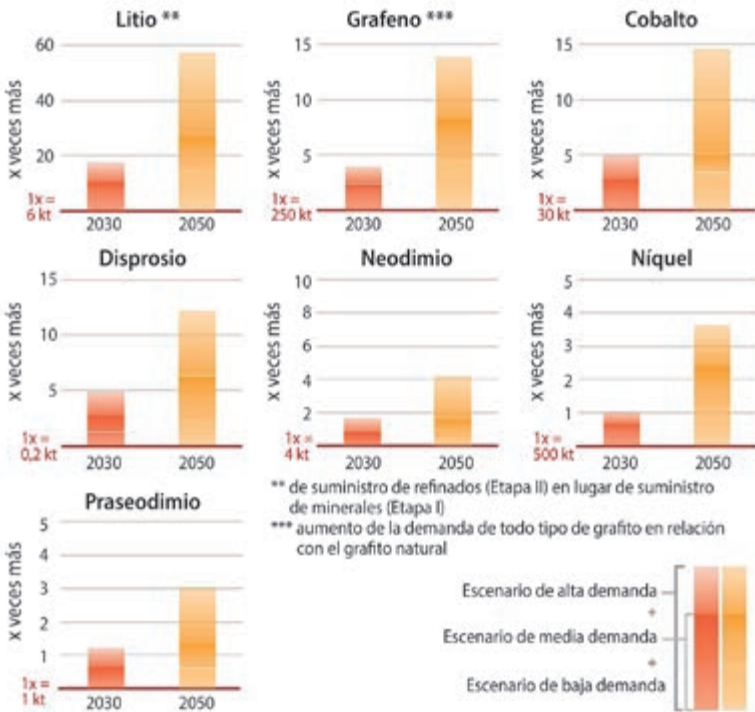 Litio **
x veces más
60
40
20
1x =
6 kt
2030
2050
Grafeno ***
x veces más
15
10
5
1x =
250 kt
2030
2050
Cobalto
x veces más
15
10
5
1x =
30 kt
2030
2050
Disprosio
x veces más
15
10
5
1x =
0,2 kt
2030
2050
Neodimio
x veces más
10
8
6
4
2
1x =
4 kt
2030
2050
Níquel
x veces más
5
4
3
2
1
1x =
500 kt
2030
2050
Praseodimio
x veces más
5
4
3
2
1
1x =
1 kt
2030
2050
** de suministro de refinados (Etapa II) en lugar de suministro
de minerales (Etapa I)
*** aumento de la demanda de todo tipo de grafito en relación
con el grafito natural
Escenario de alta demanda
+
Escenario de media demanda
+
Escenario de baja demanda